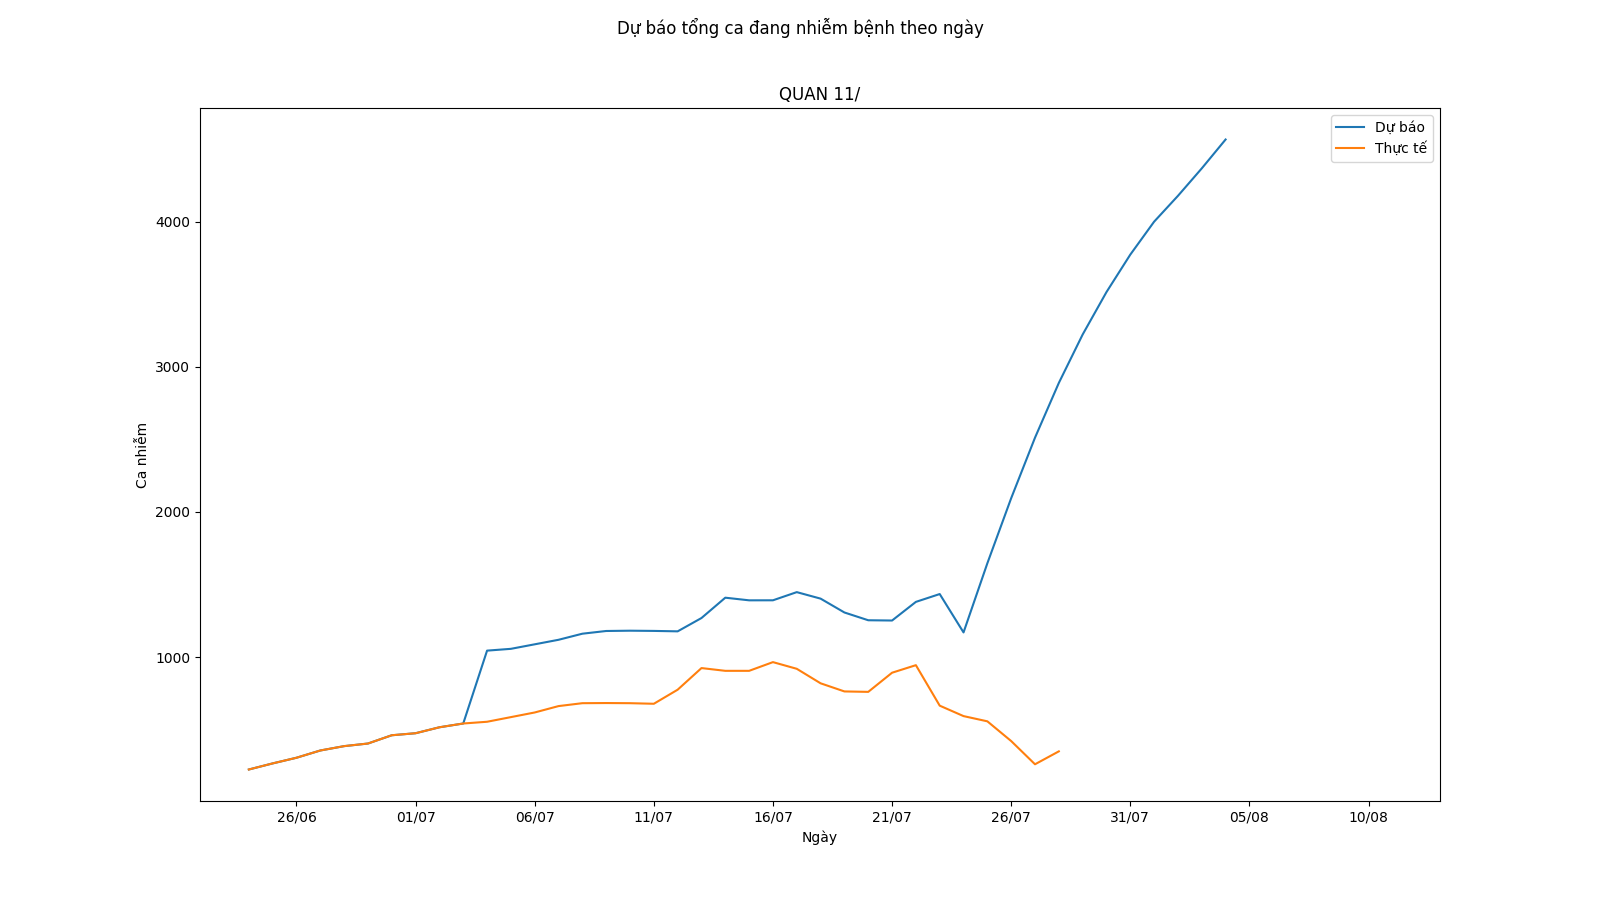 Dự báo tổng ca đang nhiễm bệnh theo ngày
QUAN 11/
Dự báo
Thực tế
4000
3000
2000
1000
Ca nhiễm
26/06 01/07 06/07 11/07 16/07 21/07 26/07 31/07 05/08 10/08
Ngày